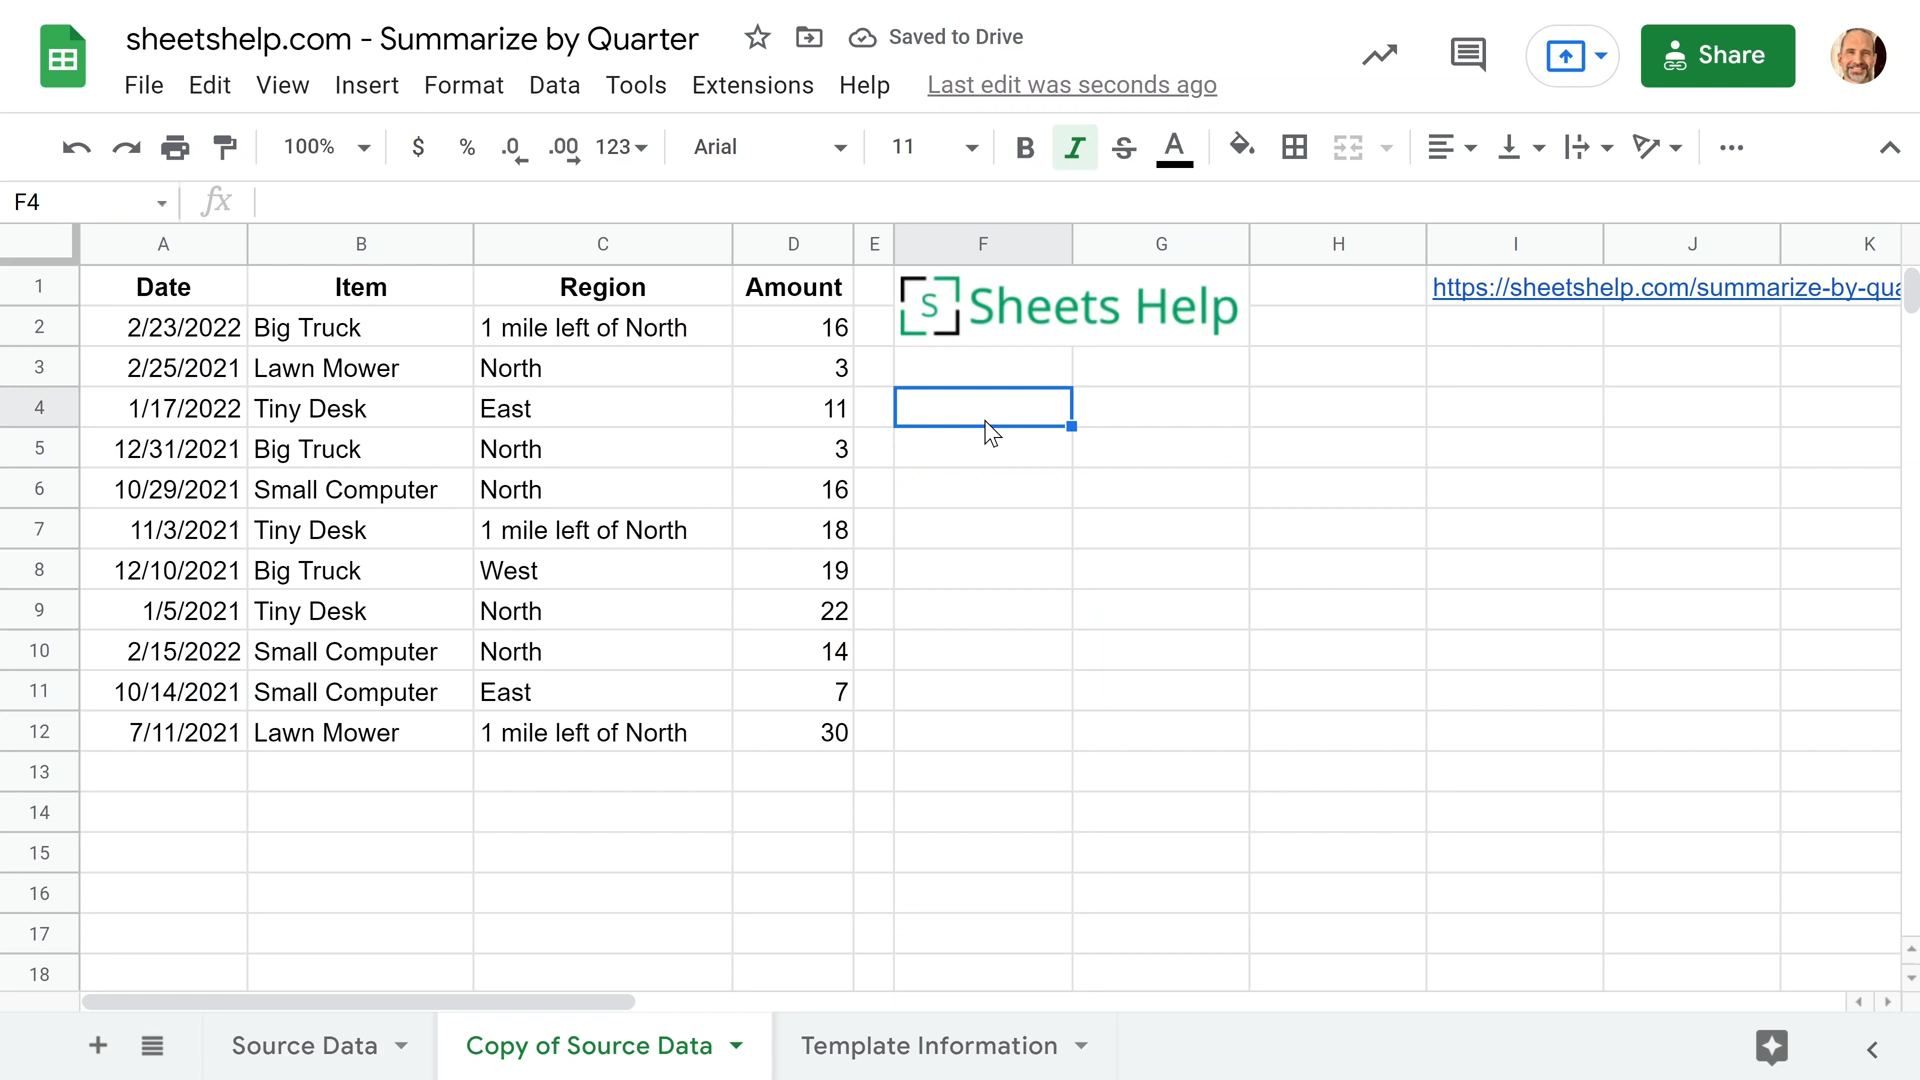 sheetshelp.com - Summarize by Quarter Saved to Drive
File Edit View Insert Format Data Tools Extensions Help Last edit was seconds ago
Share
100% $ % .0 .00 123 Arial 11 B I S A
F4 fx
A B C D E F G H I J K
1 Date Item Region Amount S Sheets Help https://sheetshelp.com/summarize-by-qua
2 2/23/2022 Big Truck 1 mile left of North 16
3 2/25/2021 Lawn Mower North 3
4 1/17/2022 Tiny Desk East 11
5 12/31/2021 Big Truck North 3
6 10/29/2021 Small Computer North 16
7 11/3/2021 Tiny Desk 1 mile left of North 18
8 12/10/2021 Big Truck West 19
9 1/5/2021 Tiny Desk North 22
10 2/15/2022 Small Computer North 14
11 10/14/2021 Small Computer East 7
12 7/11/2021 Lawn Mower 1 mile left of North 30
13
14
15
16
17
18
Source Data Copy of Source Data Template Information